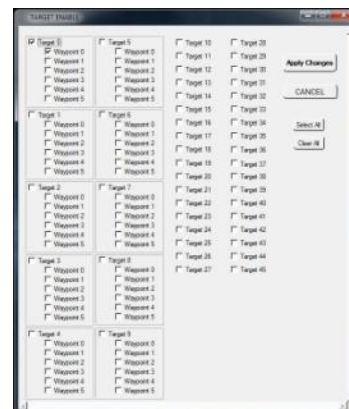 TARGET ENABLE
Target 0
Waypoint 0
Waypoint 1
Waypoint 2
Waypoint 3
Waypoint 4
Waypoint 5
Target 1
Waypoint 0
Waypoint 1
Waypoint 2
Waypoint 3
Waypoint 4
Waypoint 5
Target 2
Waypoint 0
Waypoint 1
Waypoint 2
Waypoint 3
Waypoint 4
Waypoint 5
Target 3
Waypoint 0
Waypoint 1
Waypoint 2
Waypoint 3
Waypoint 4
Waypoint 5
Target 4
Waypoint 0
Waypoint 1
Waypoint 2
Waypoint 3
Waypoint 4
Waypoint 5
Target 5
Waypoint 0
Waypoint 1
Waypoint 2
Waypoint 3
Waypoint 4
Waypoint 5
Target 6
Waypoint 0
Waypoint 1
Waypoint 2
Waypoint 3
Waypoint 4
Waypoint 5
Target 7
Waypoint 0
Waypoint 1
Waypoint 2
Waypoint 3
Waypoint 4
Waypoint 5
Target 8
Waypoint 0
Waypoint 1
Waypoint 2
Waypoint 3
Waypoint 4
Waypoint 5
Target 9
Waypoint 0
Waypoint 1
Waypoint 2
Waypoint 3
Waypoint 4
Waypoint 5
Target 10
Target 11
Target 12
Target 13
Target 14
Target 15
Target 16
Target 17
Target 18
Target 19
Target 20
Target 21
Target 22
Target 23
Target 24
Target 25
Target 26
Target 27
Target 28
Target 29
Target 30
Target 31
Target 32
Target 33
Target 34
Target 35
Target 36
Target 37
Target 38
Target 39
Target 40
Target 41
Target 42
Target 43
Target 44
Target 45
Apply Changes
CANCEL
Select All
Clear All